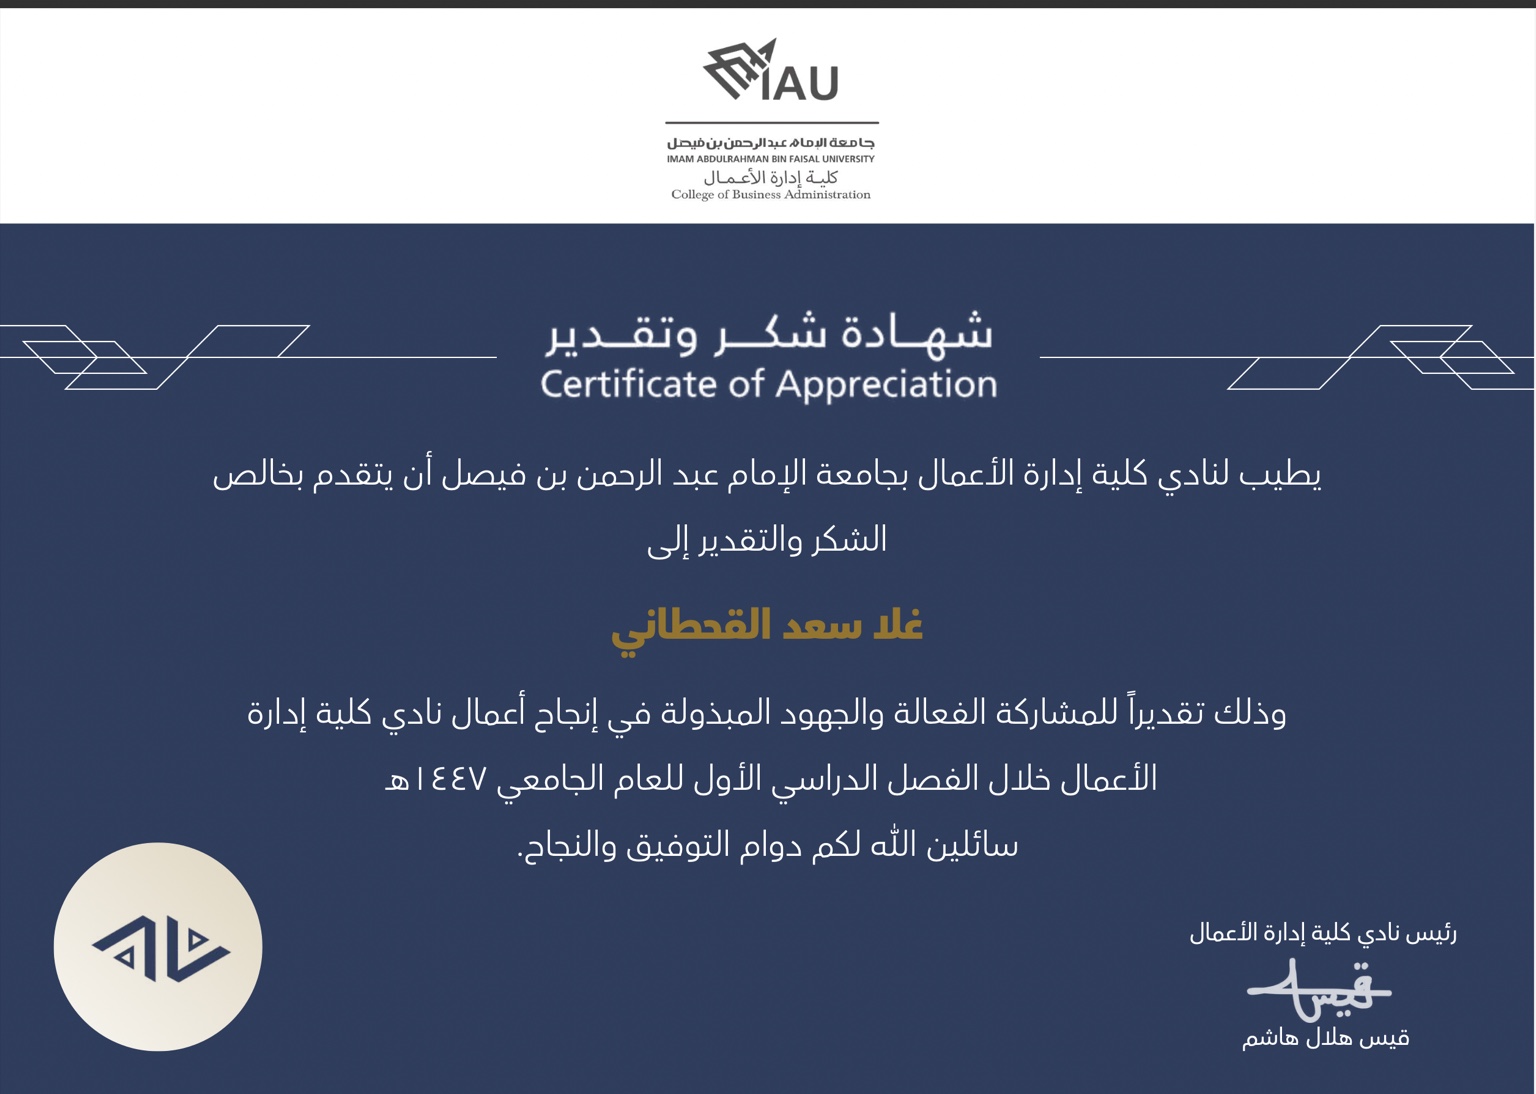 IAU
جامعة الإمام عبدالرحمن بن فيصل
IMAM ABDULRAHMAN BIN FAISAL UNIVERSITY
كليـة إدارة الأعـمـال
College of Business Administration
شهـادة شكـر وتقـدير
Certificate of Appreciation
يطيب لنادي كلية إدارة الأعمال بجامعة الإمام عبد الرحمن بن فيصل أن يتقدم بخالص
الشكر والتقدير إلى
غلا سعد القحطاني
وذلك تقديراً للمشاركة الفعالة والجهود المبذولة في إنجاح أعمال نادي كلية إدارة
الأعمال خلال الفصل الدراسي الأول للعام الجامعي ١٤٤٧هـ
سائلين الله لكم دوام التوفيق والنجاح.
رئيس نادي كلية إدارة الأعمال
قيس
قيس هلال هاشم